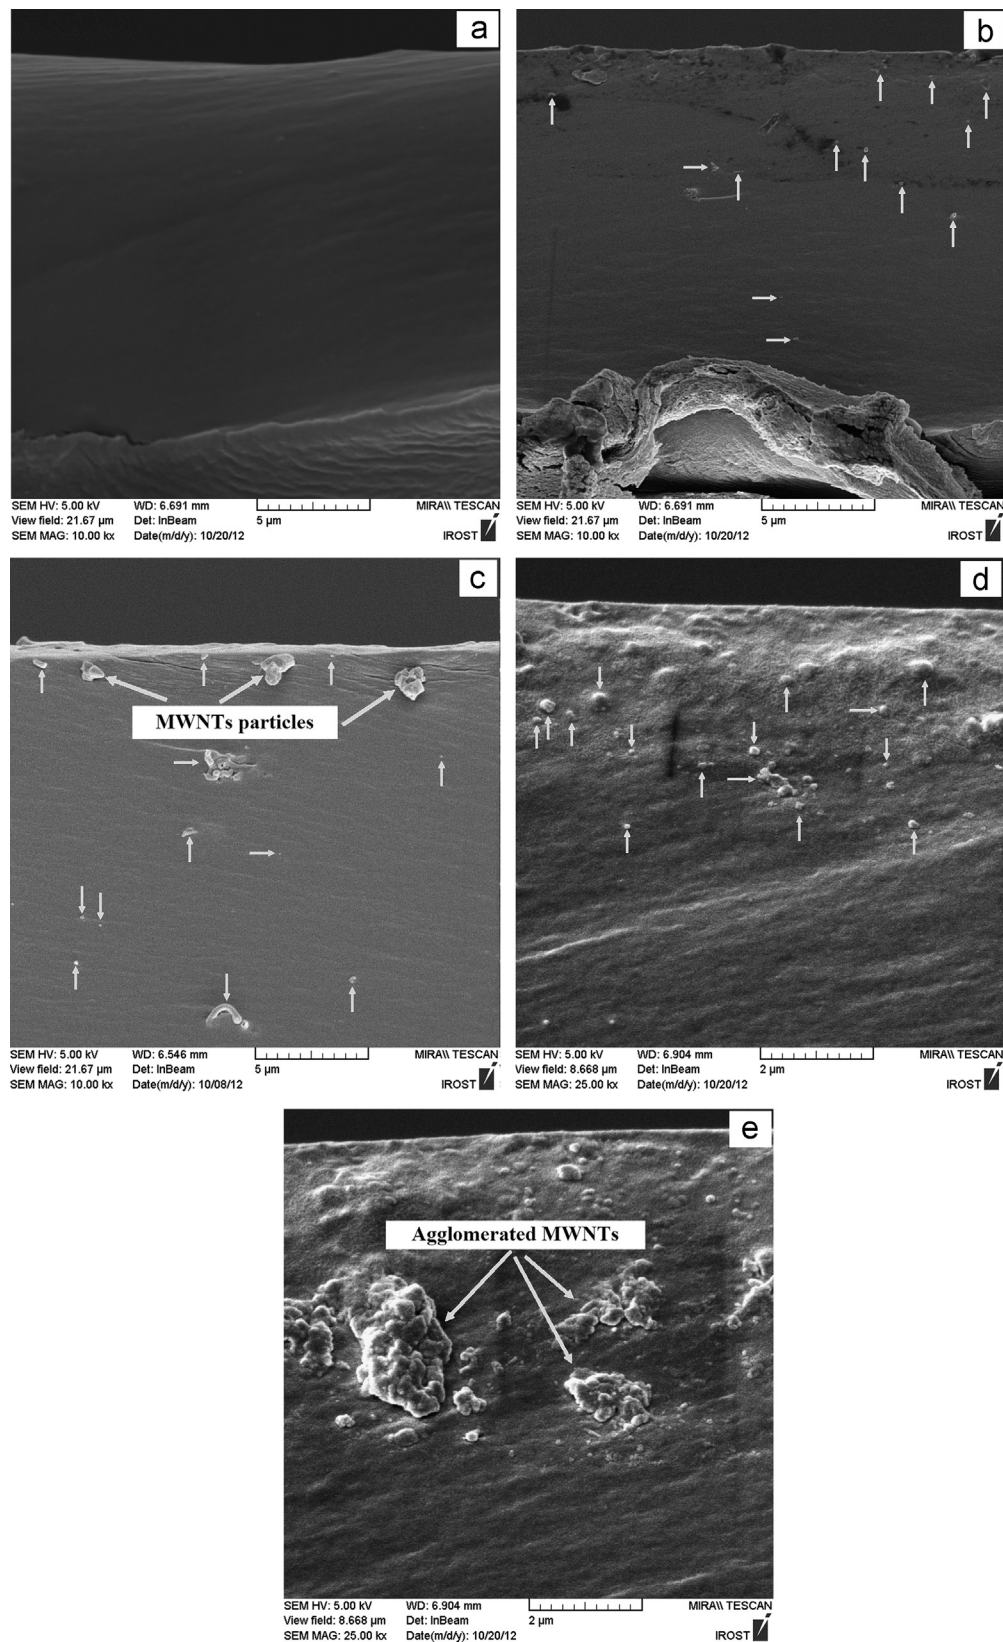 a
SEM HV: 5.00 kV WD: 6.691 mm MIRA\\ TESCAN
View field: 21.67 µm Det: InBeam 5 µm
SEM MAG: 10.00 kx Date(m/d/y): 10/20/12 IROST
b
SEM HV: 5.00 kV WD: 6.691 mm MIRA\\ TESCAN
View field: 21.67 µm Det: InBeam 5 µm
SEM MAG: 10.00 kx Date(m/d/y): 10/20/12 IROST
c
MWNTs particles
SEM HV: 5.00 kV WD: 6.546 mm MIRA\\ TESCAN
View field: 21.67 µm Det: InBeam 5 µm
SEM MAG: 10.00 kx Date(m/d/y): 10/08/12 IROST
d
SEM HV: 5.00 kV WD: 6.904 mm MIRA\\ TESCAN
View field: 8.668 µm Det: InBeam 2 µm
SEM MAG: 25.00 kx Date(m/d/y): 10/20/12 IROST
e
Agglomerated MWNTs
SEM HV: 5.00 kV WD: 6.904 mm MIRA\\ TESCAN
View field: 8.668 µm Det: InBeam 2 µm
SEM MAG: 25.00 kx Date(m/d/y): 10/20/12 IROST